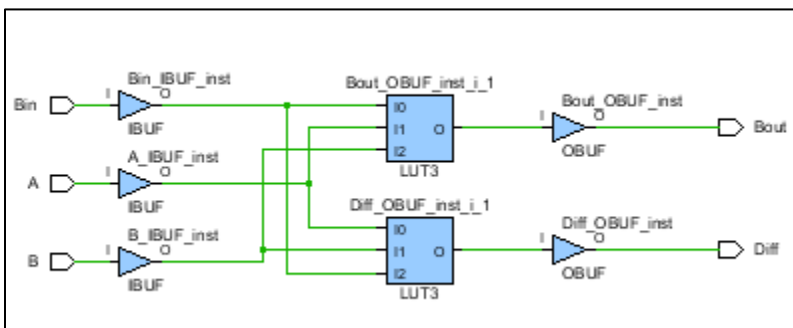 Bin_IBUF_inst
Bin
I
O
IBUF
Bout_OBUF_inst_i_1
I0
I1
I2
O
LUT3
Bout_OBUF_inst
I
O
OBUF
Bout
A_IBUF_inst
A
I
O
IBUF
Diff_OBUF_inst_i_1
I0
I1
I2
O
LUT3
Diff_OBUF_inst
I
O
OBUF
Diff
B_IBUF_inst
B
I
O
IBUF